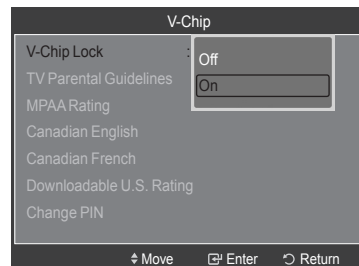 V-Chip
V-Chip Lock : Off
On
TV Parental Guidelines
MPAA Rating
Canadian English
Canadian French
Downloadable U.S. Rating
Change PIN
Move Enter Return